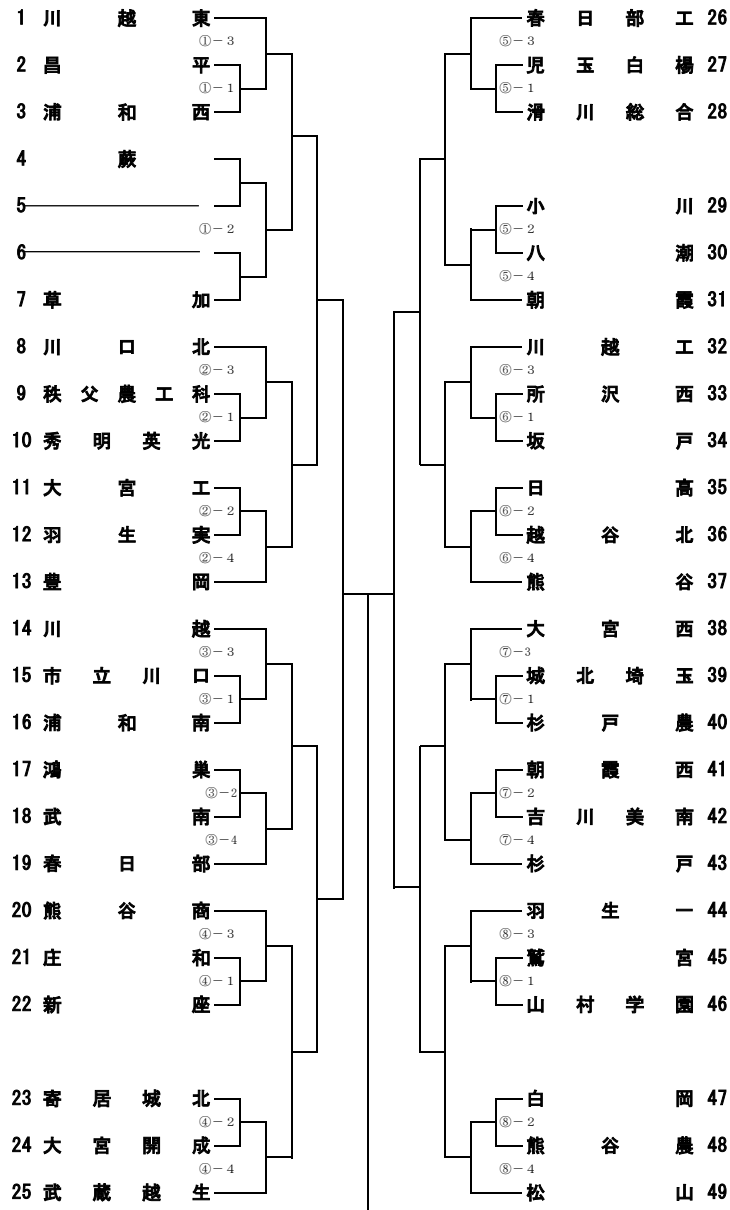 1 川越東
①－3
2 昌平
①－1
3 浦和西
4 蕨
5
①－2
6
7 草加
8 川口北
②－3
9 秩父農工科
②－1
10 秀明英光
11 大宮工
②－2
12 羽生実
②－4
13 豊岡
14 川越
③－3
15 市立川口
③－1
16 浦和南
17 鴻巣
③－2
18 武南
③－4
19 春日部
20 熊谷商
④－3
21 庄和
④－1
22 新座
23 寄居城北
④－2
24 大宮開成
④－4
25 武蔵越生
春日部工 26
⑤－3
児玉白楊 27
⑤－1
滑川総合 28
小川 29
⑤－2
八潮 30
⑤－4
朝霞 31
川越工 32
⑥－3
所沢西 33
⑥－1
坂戸 34
日高 35
⑥－2
越谷北 36
⑥－4
熊谷 37
大宮西 38
⑦－3
城北埼玉 39
⑦－1
杉戸農 40
朝霞西 41
⑦－2
吉川美南 42
⑦－4
杉戸 43
羽生一 44
⑧－3
鷲宮 45
⑧－1
山村学園 46
白岡 47
⑧－2
熊谷農 48
⑧－4
松山 49